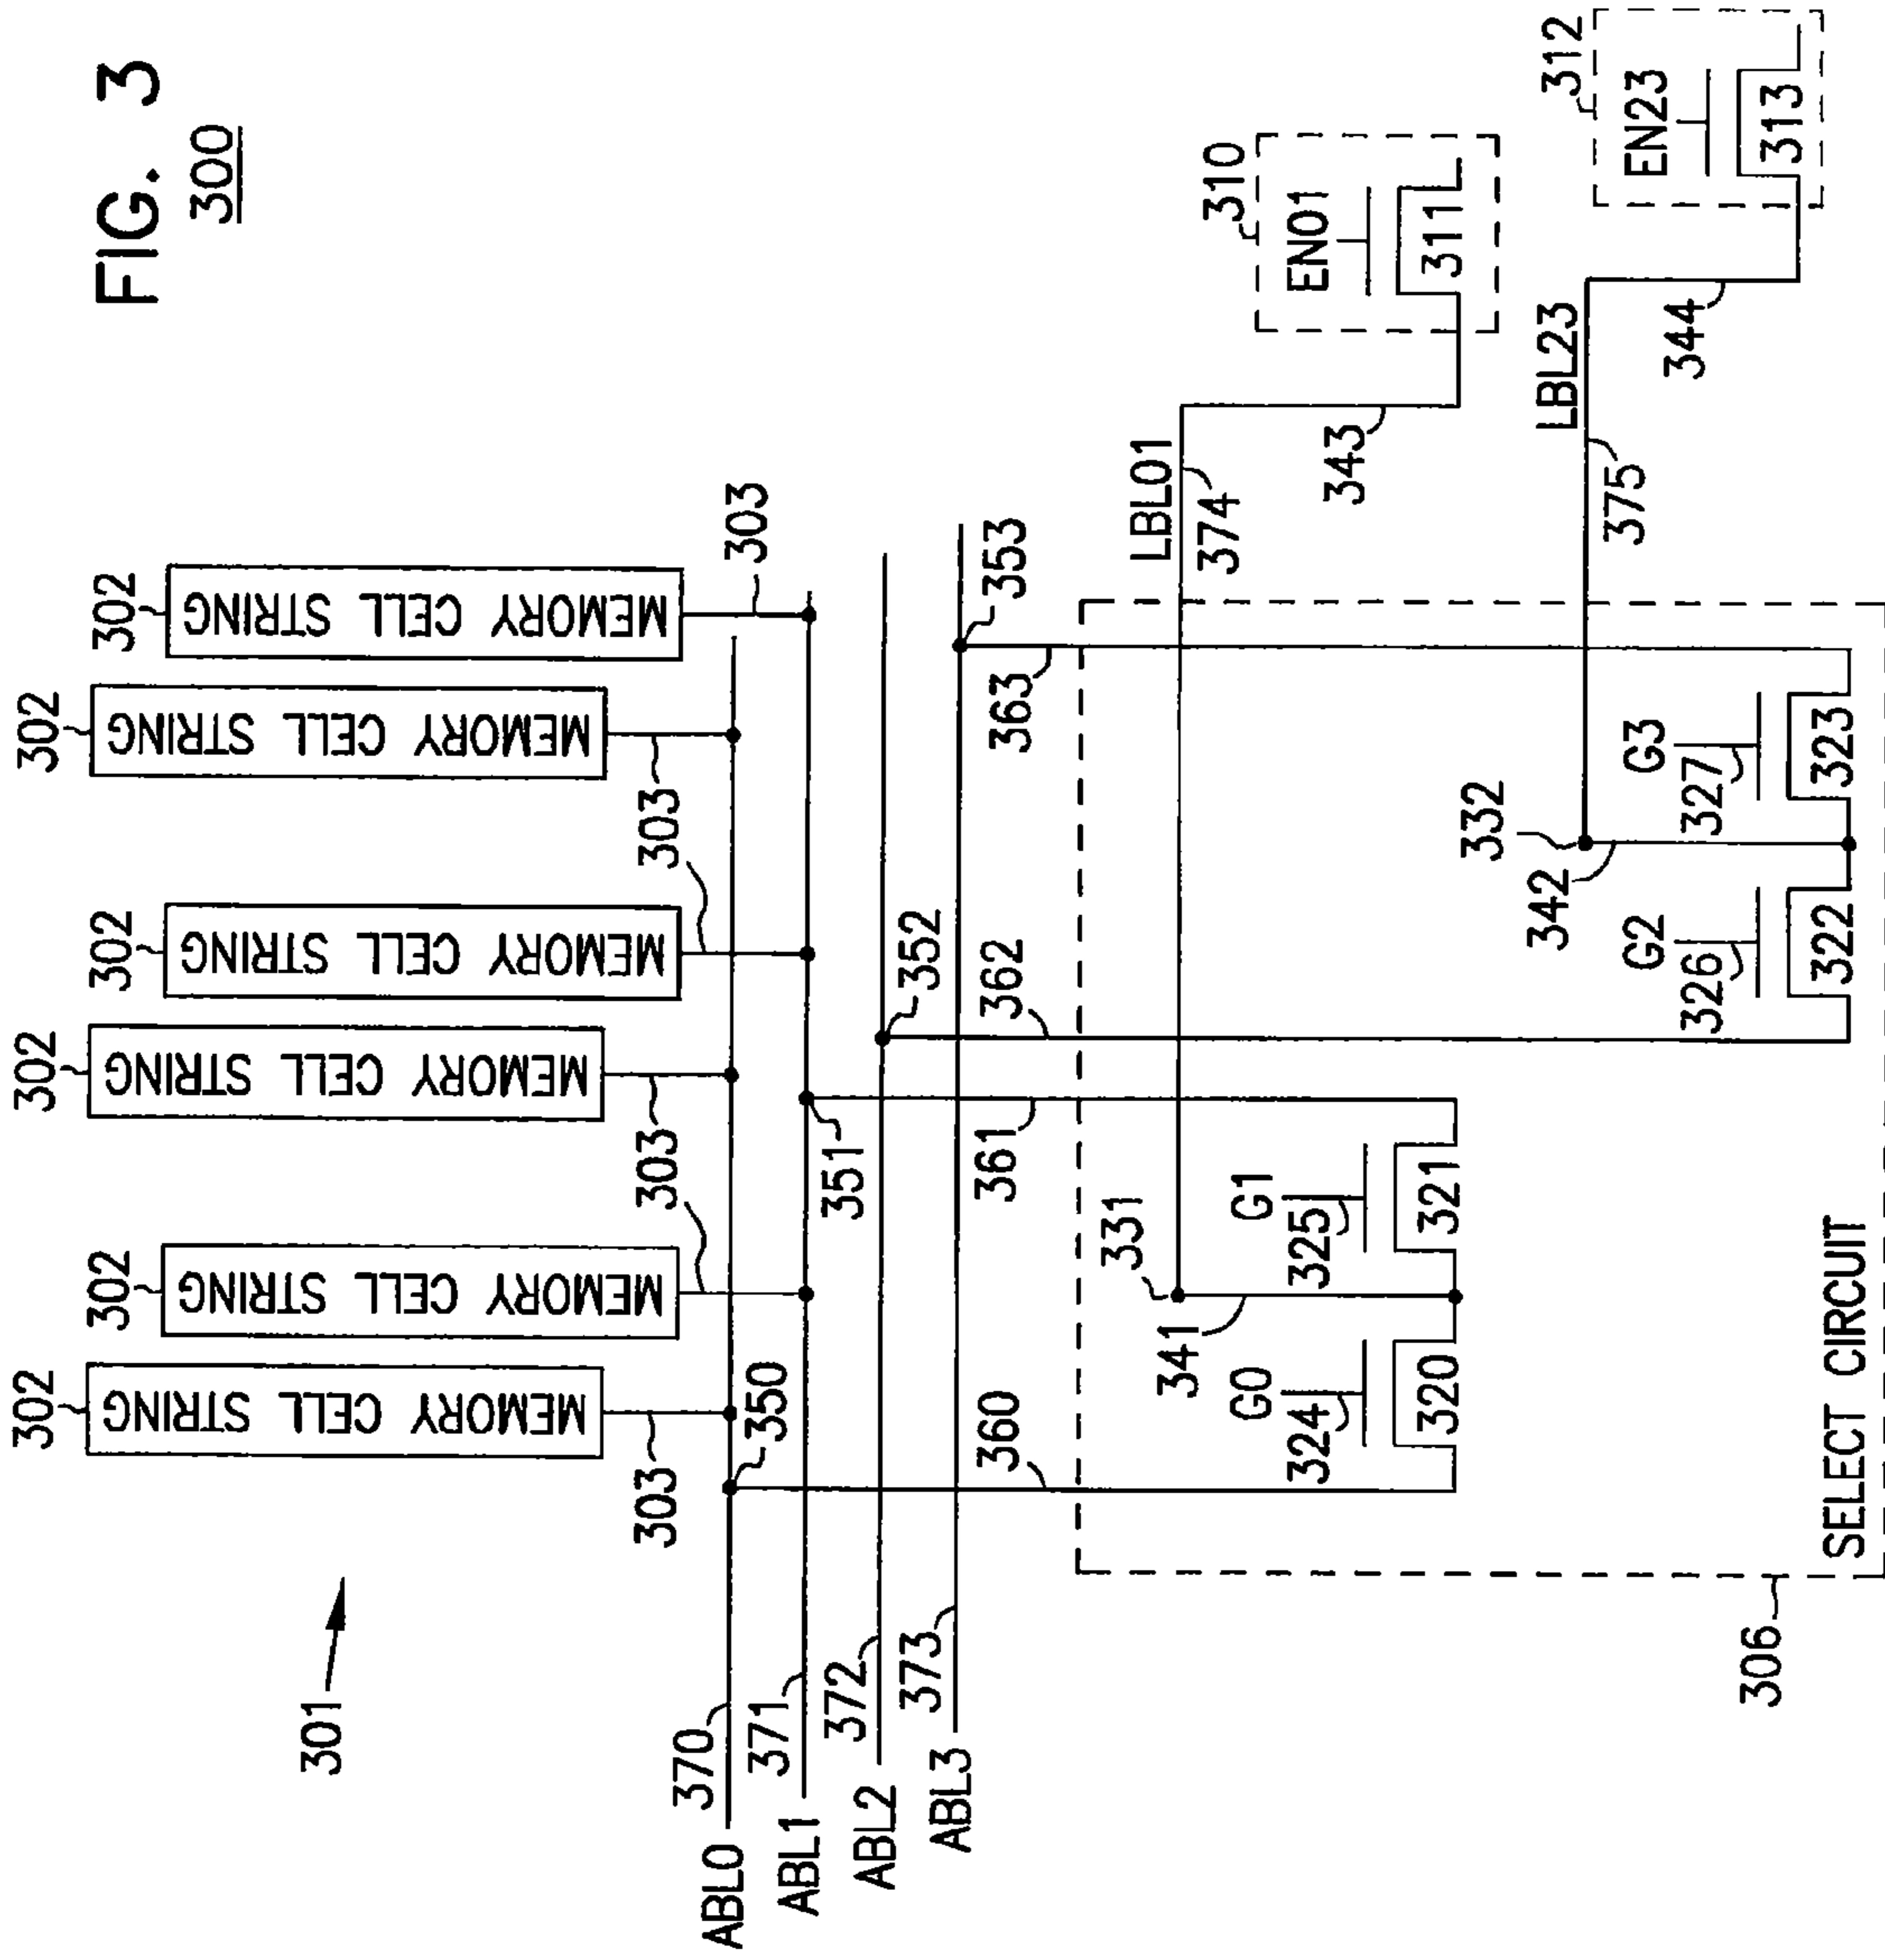 FIG. 3
300
301
302
302
302
302
302
302
MEMORY CELL STRING
MEMORY CELL STRING
MEMORY CELL STRING
MEMORY CELL STRING
MEMORY CELL STRING
MEMORY CELL STRING
303
303
303
303
303
ABL0
370
350
ABL1
371
351
ABL2
372
352
ABL3
373
353
360
361
362
363
331
341
G0
324
320
G1
325
321
LBL01
374
343
310
EN01
311
332
342
G2
326
322
G3
327
323
LBL23
375
344
312
EN23
313
SELECT CIRCUIT
306